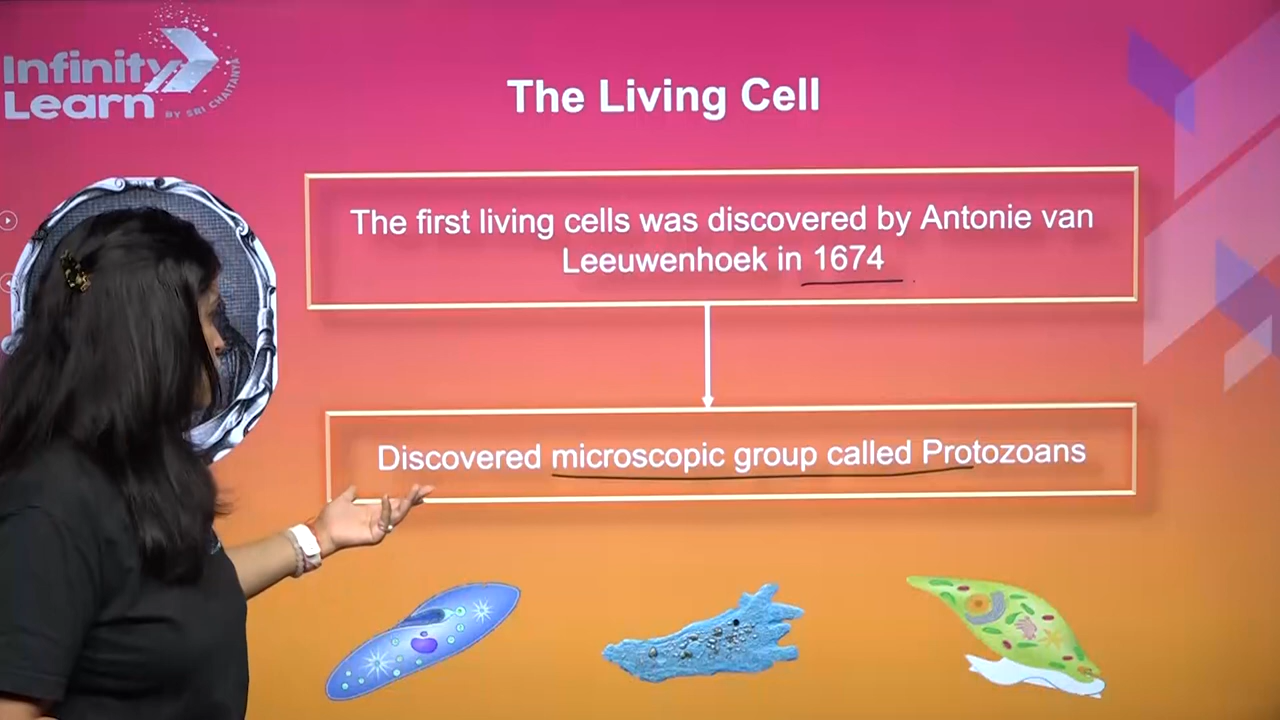 Infinity
Learn
BY SRI CHAITANYA
The Living Cell
The first living cells was discovered by Antonie van
Leeuwenhoek in 1674
Discovered microscopic group called Protozoans